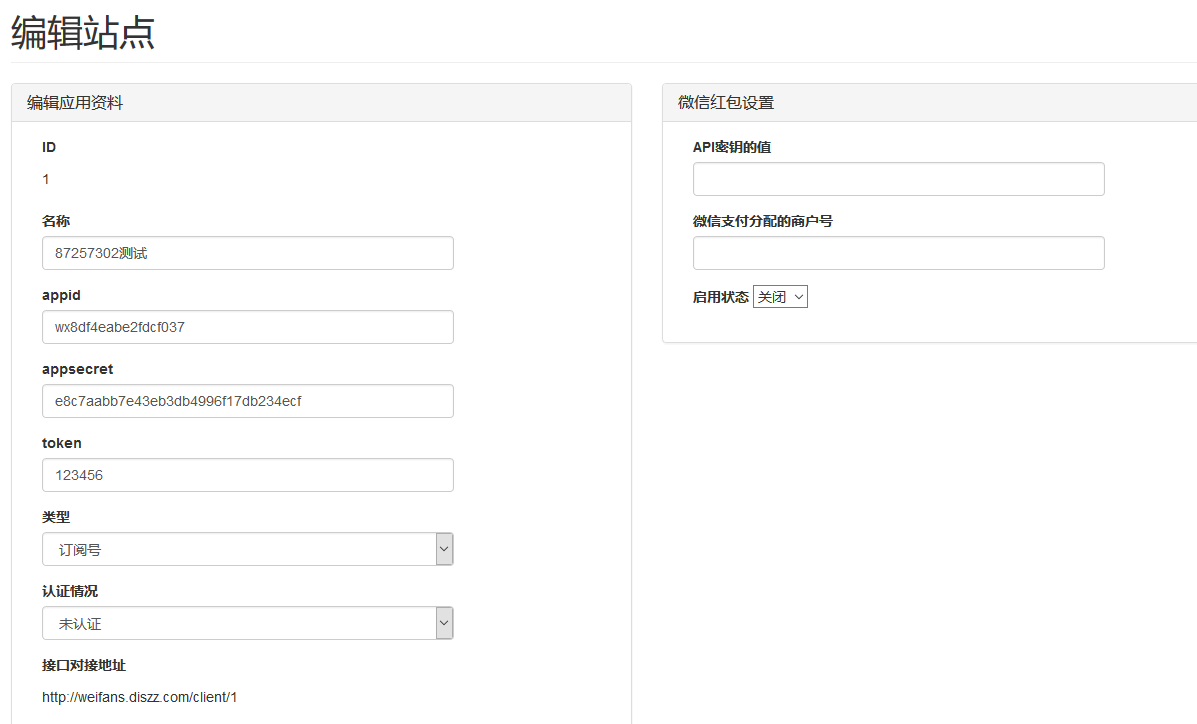 编辑站点
编辑应用资料
ID
1
名称
87257302测试
appid
wx8df4eabe2fdcf037
appsecret
e8c7aabb7e43eb3db4996f17db234ecf
token
123456
类型
订阅号
认证情况
未认证
接口对接地址
http://weifans.diszz.com/client/1
微信红包设置
API密钥的值
微信支付分配的商户号
启用状态 关闭